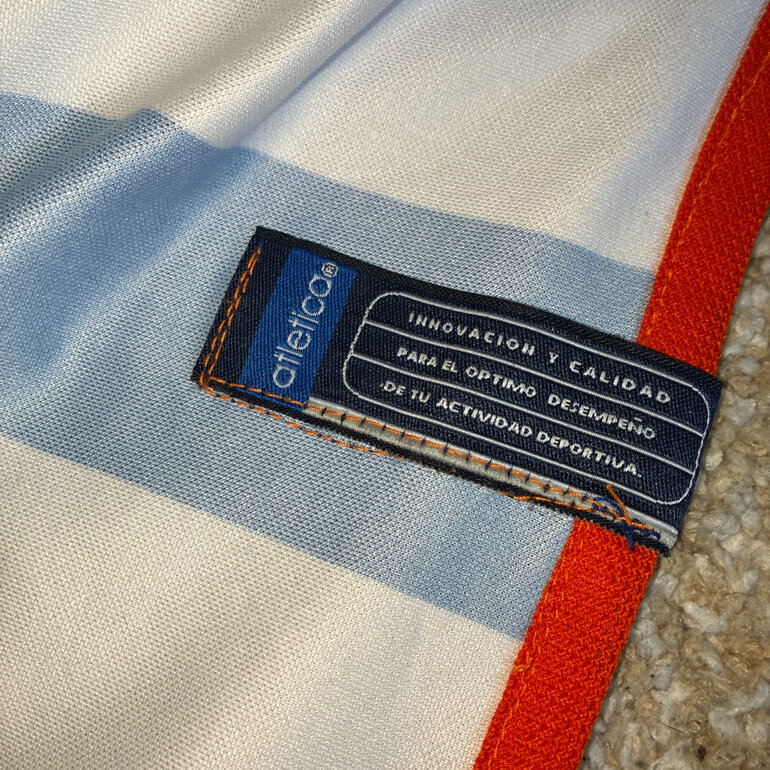 atletica®
INNOVACION Y CALIDAD
PARA EL OPTIMO DESEMPEÑO
DE TU ACTIVIDAD DEPORTIVA.